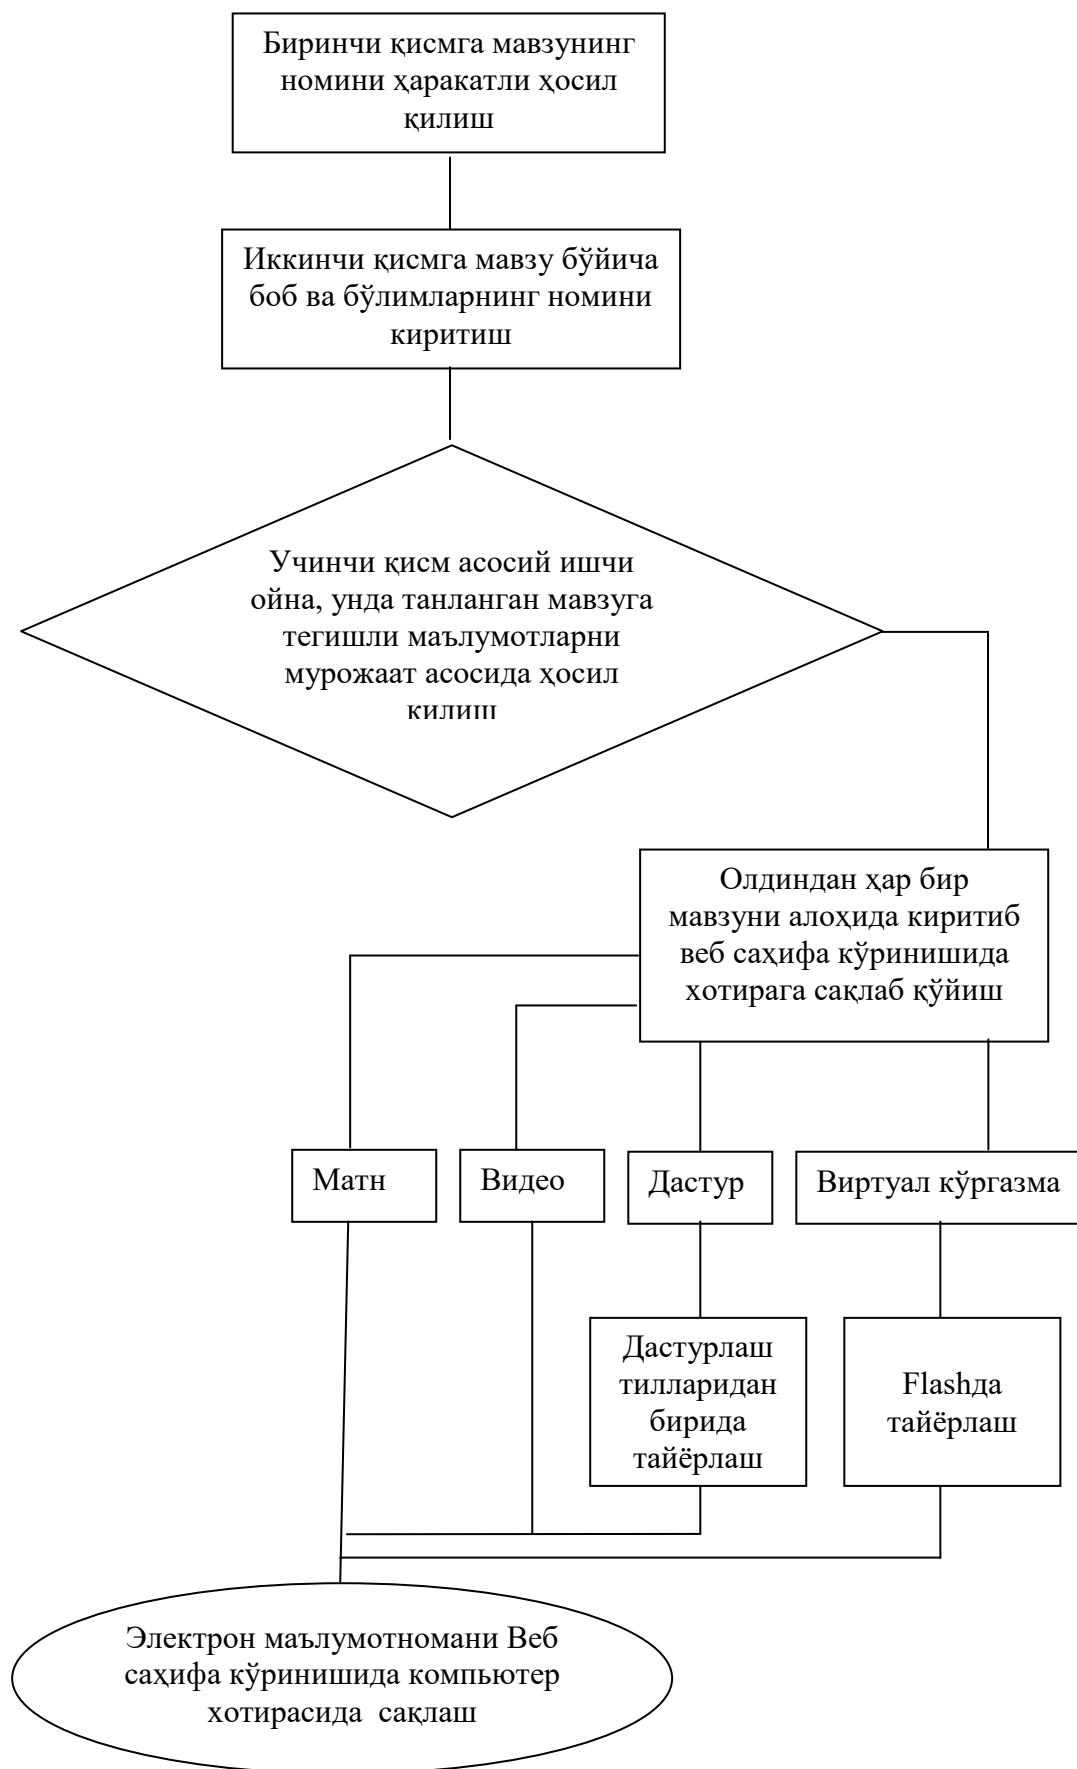 Биринчи қисмга мавзунинг
номини ҳаракатли ҳосил
қилиш
Иккинчи қисмга мавзу бўйича
боб ва бўлимларнинг номини
киритиш
Учинчи қисм асосий ишчи
ойна, унда танланган мавзуга
тегишли маълумотларни
мурожаат асосида ҳосил
килиш
Олдиндан ҳар бир
мавзуни алоҳида киритиб
веб саҳифа кўринишида
хотирага сақлаб қўйиш
Матн
Видео
Дастур
Виртуал кўргазма
Дастурлаш
тилларидан
бирида
тайёрлаш
Flashда
тайёрлаш
Электрон маълумотномани Веб
саҳифа кўринишида компьютер
хотирасида сақлаш